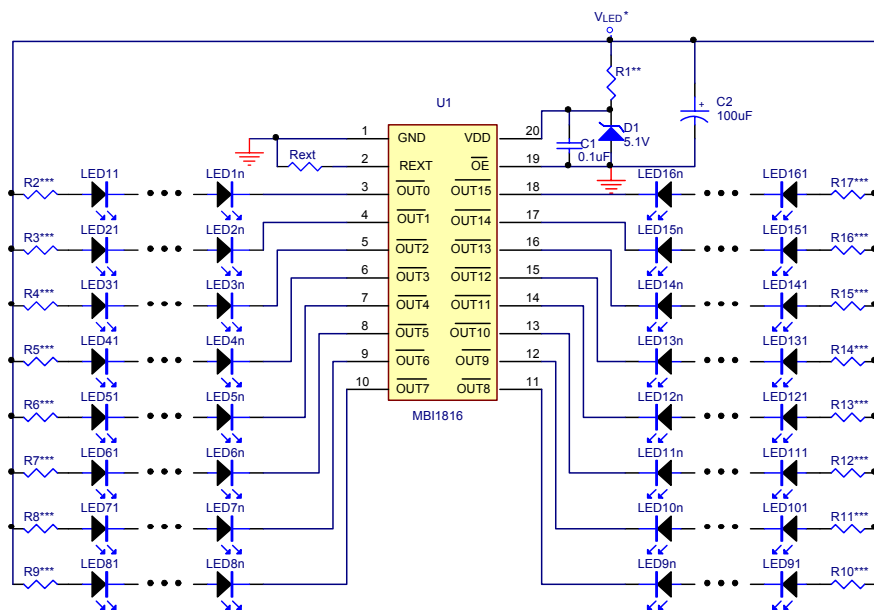 VLED*
R1**
U1
C2
100uF
D1
5.1V
C1
0.1uF
1 GND VDD 20
Rext
2 REXT OE 19
LED11 LED1n LED16n LED161
R2*** 3 OUT0 OUT15 18 R17***
LED21 LED2n 4 OUT1 OUT14 17 LED15n LED151
R3*** 5 OUT2 OUT13 16 R16***
LED31 LED3n 6 OUT3 OUT12 15 LED14n LED141
R4*** 7 OUT4 OUT11 14 R15***
LED41 LED4n 8 OUT5 OUT10 13 LED13n LED131
R5*** 9 OUT6 OUT9 12 R14***
LED51 LED5n 10 OUT7 OUT8 11 LED12n LED121
R6*** MBI1816 R13***
LED61 LED6n LED11n LED111
R7*** R12***
LED71 LED7n LED10n LED101
R8*** R11***
LED81 LED8n LED9n LED91
R9*** R10***